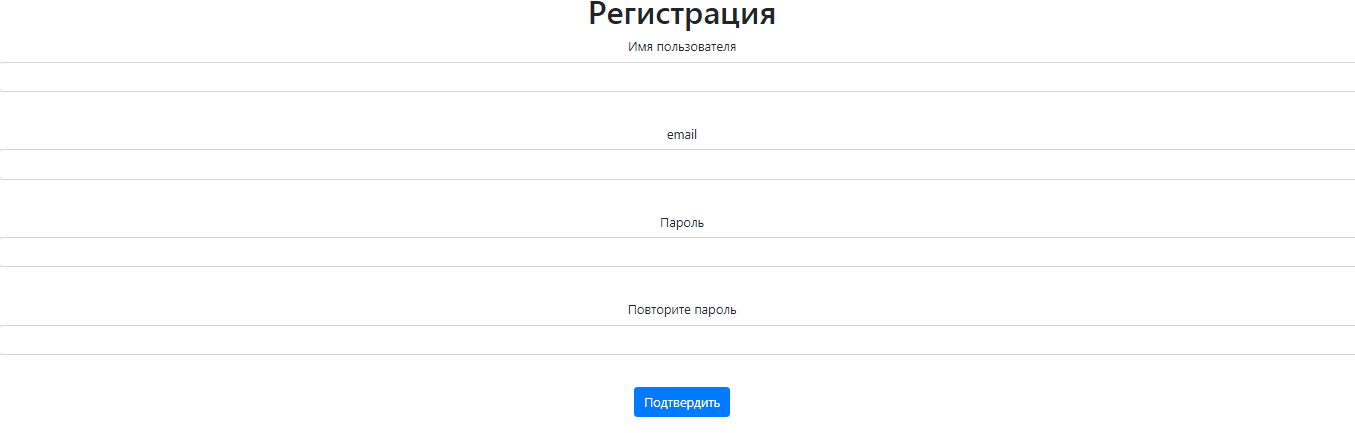 Регистрация
Имя пользователя
email
Пароль
Повторите пароль
Подтвердить